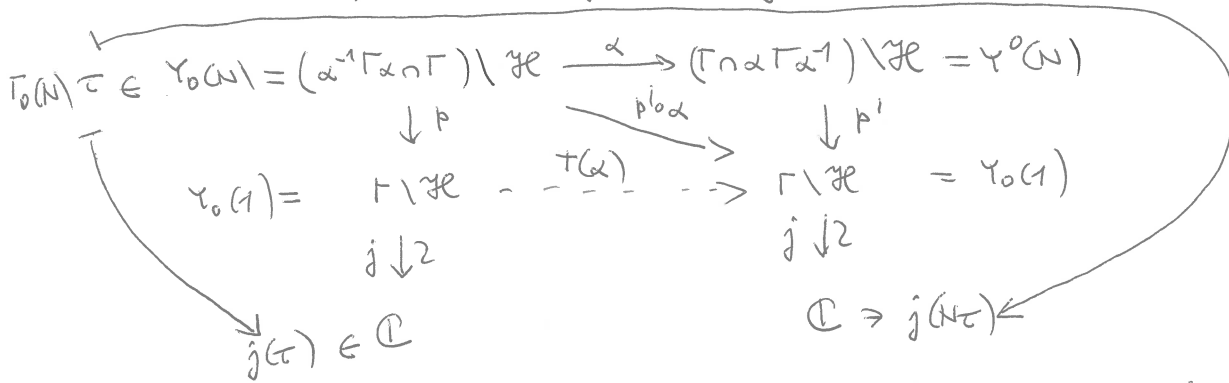 Γ₀(N)τ ∈ Y₀(N) = (α⁻¹Γα ∩ Γ) \ ℋ —α→ (Γ ∩ αΓα⁻¹) \ ℋ = Y⁰(N)
↓ p p'∘α ↓ p'
Y₀(1) = Γ \ ℋ - - T(α) - -> Γ \ ℋ = Y₀(1)
j ↓ ≀ j ↓ ≀
j(τ) ∈ ℂ ℂ ∋ j(Nτ)